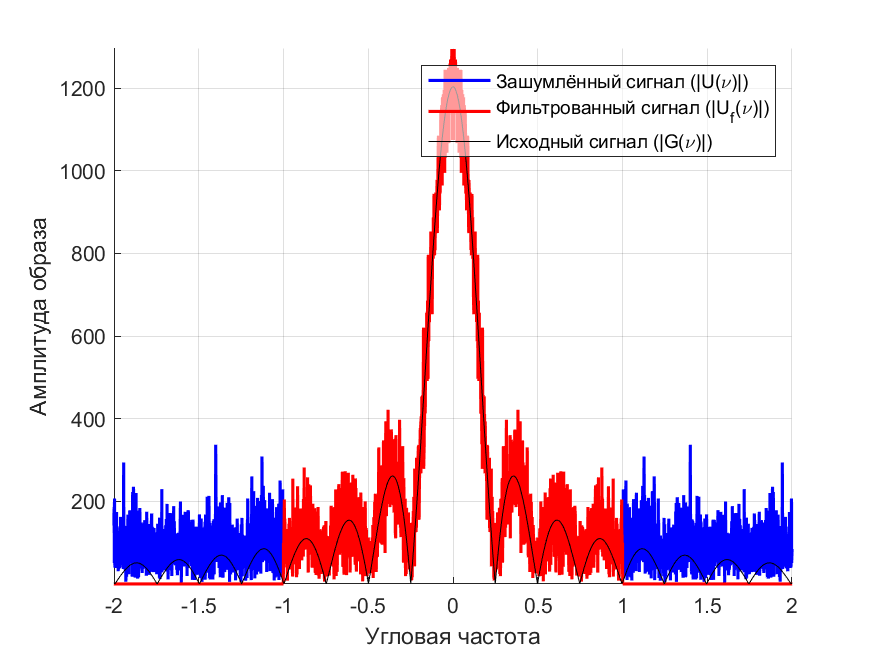 Зашумлённый сигнал (|U(ν)|)
Фильтрованный сигнал (|U_f(ν)|)
Исходный сигнал (|G(ν)|)
Амплитуда образа
1200
1000
800
600
400
200
-2 -1.5 -1 -0.5 0 0.5 1 1.5 2
Угловая частота